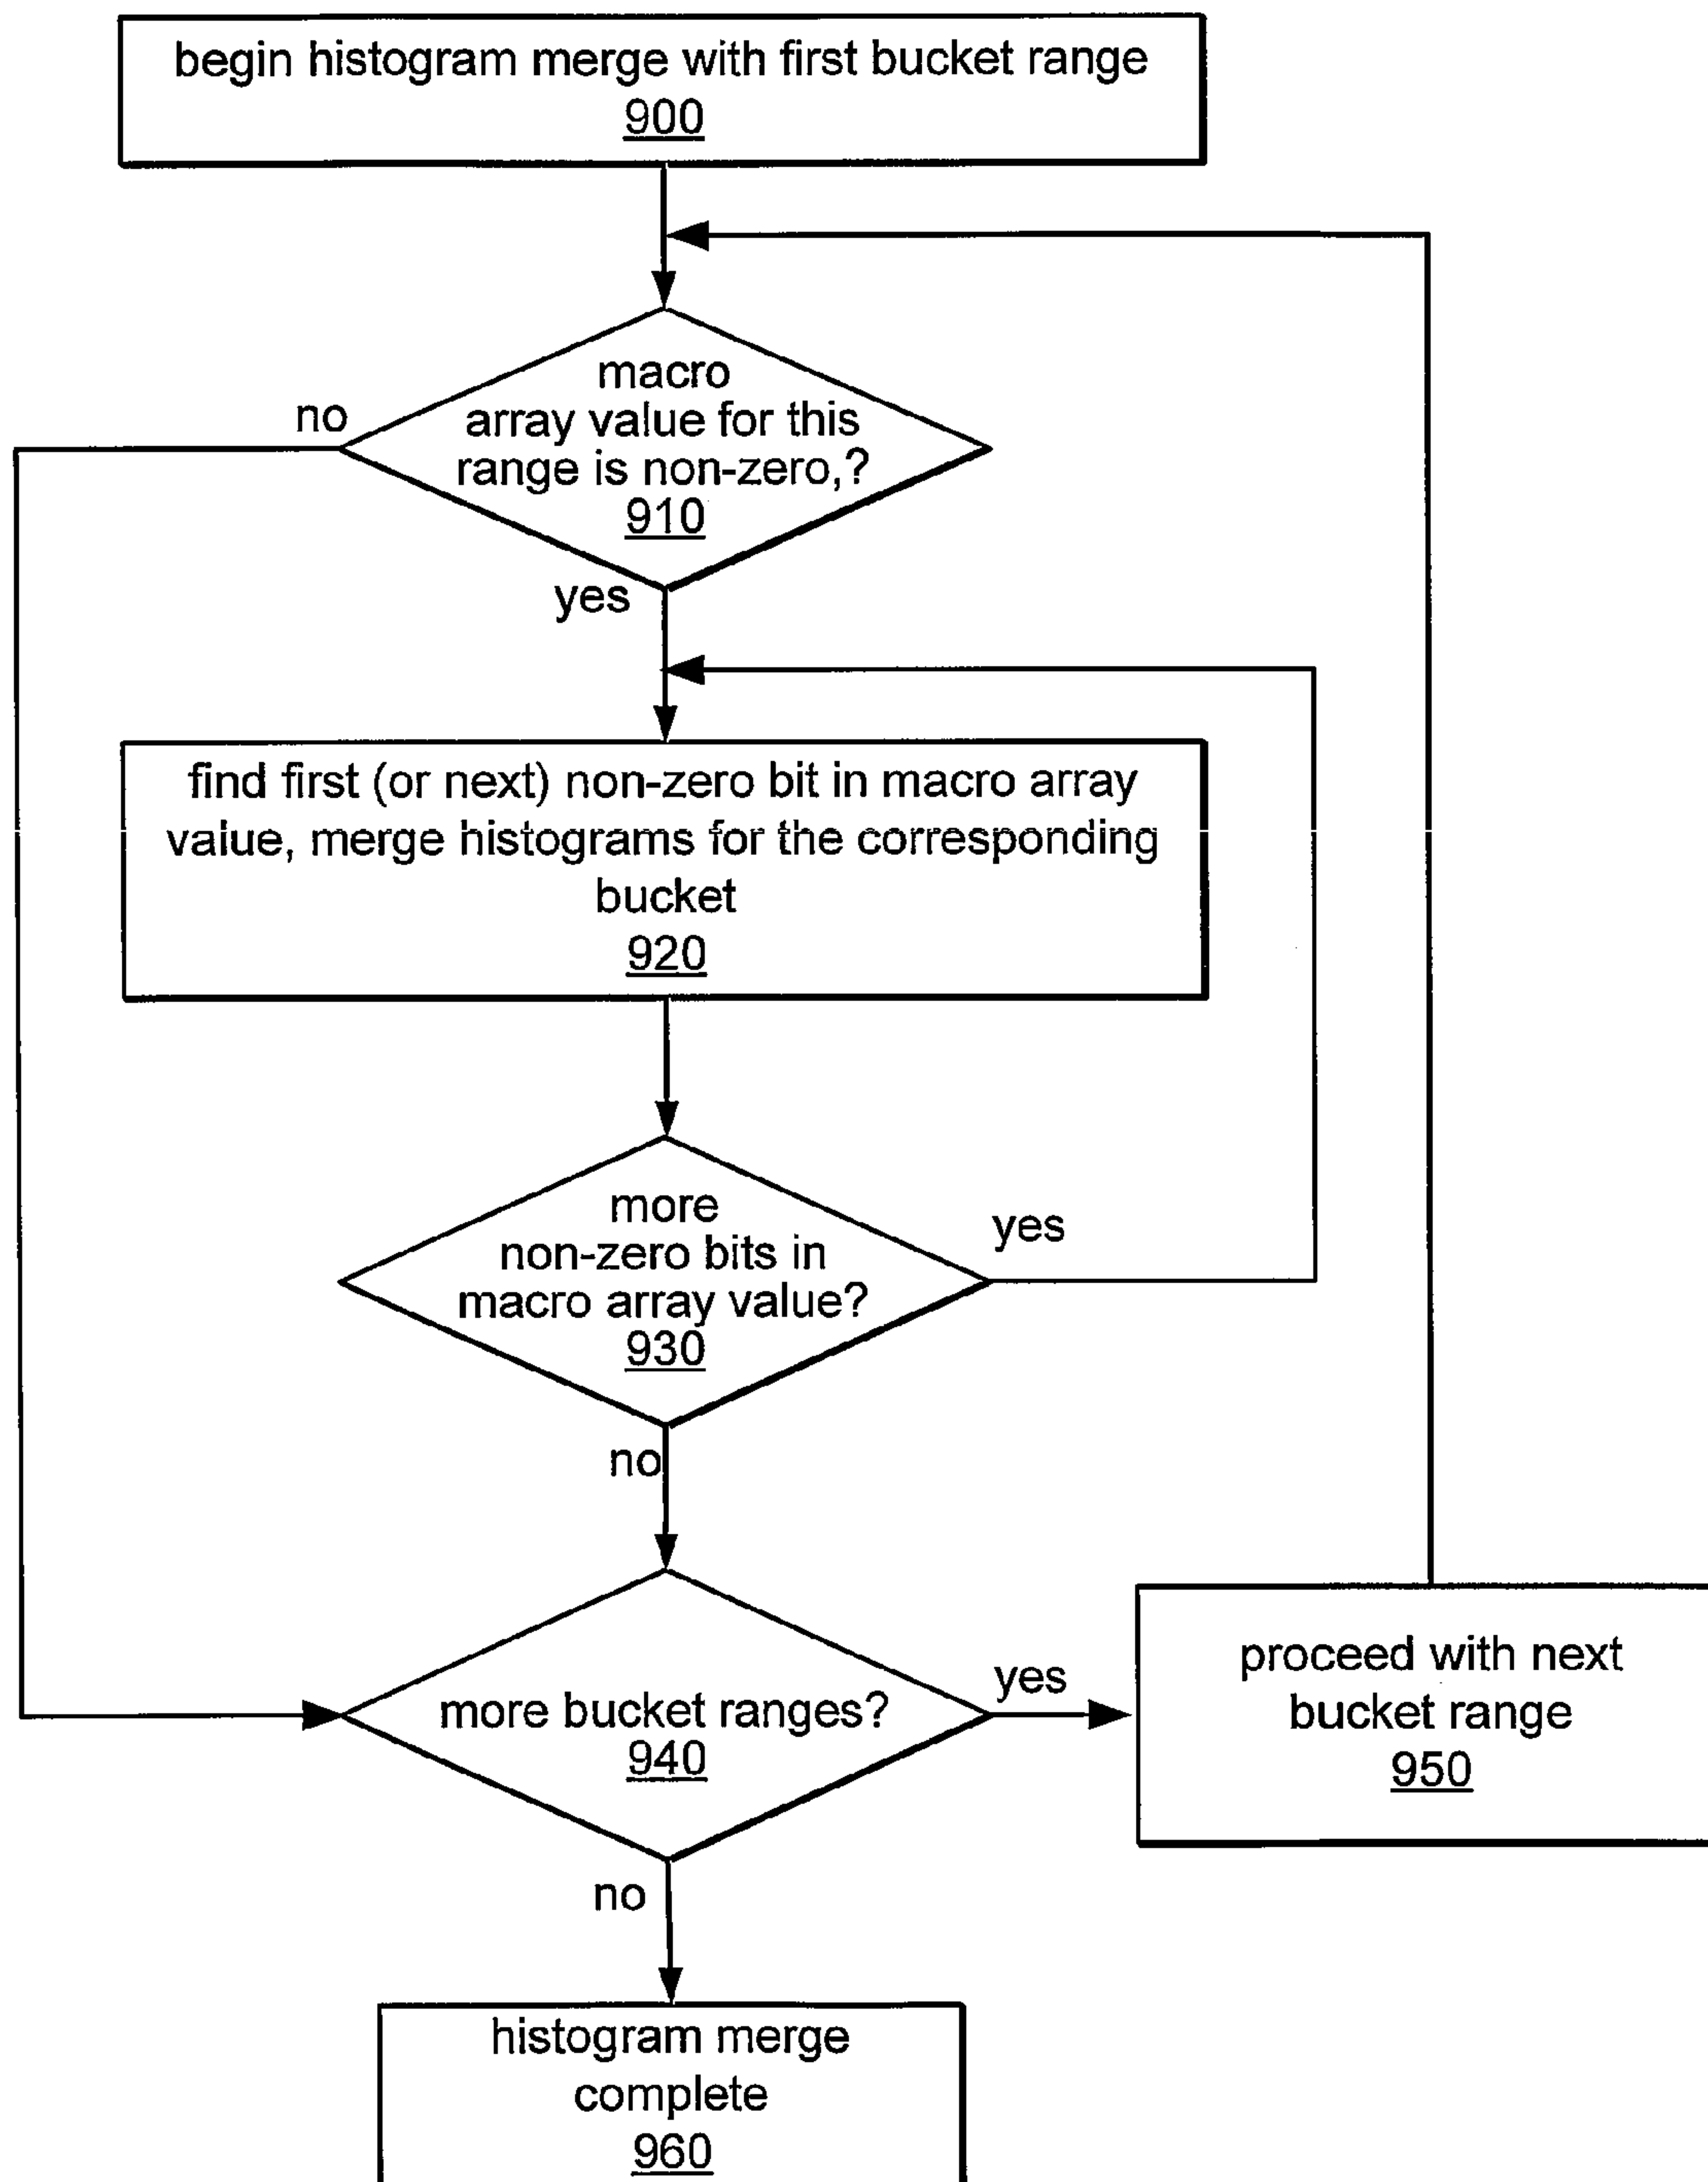 begin histogram merge with first bucket range
900
macro
array value for this
range is non-zero,?
910
no
yes
find first (or next) non-zero bit in macro array
value, merge histograms for the corresponding
bucket
920
more
non-zero bits in
macro array value?
930
yes
no
more bucket ranges?
940
yes
proceed with next
bucket range
950
no
histogram merge
complete
960